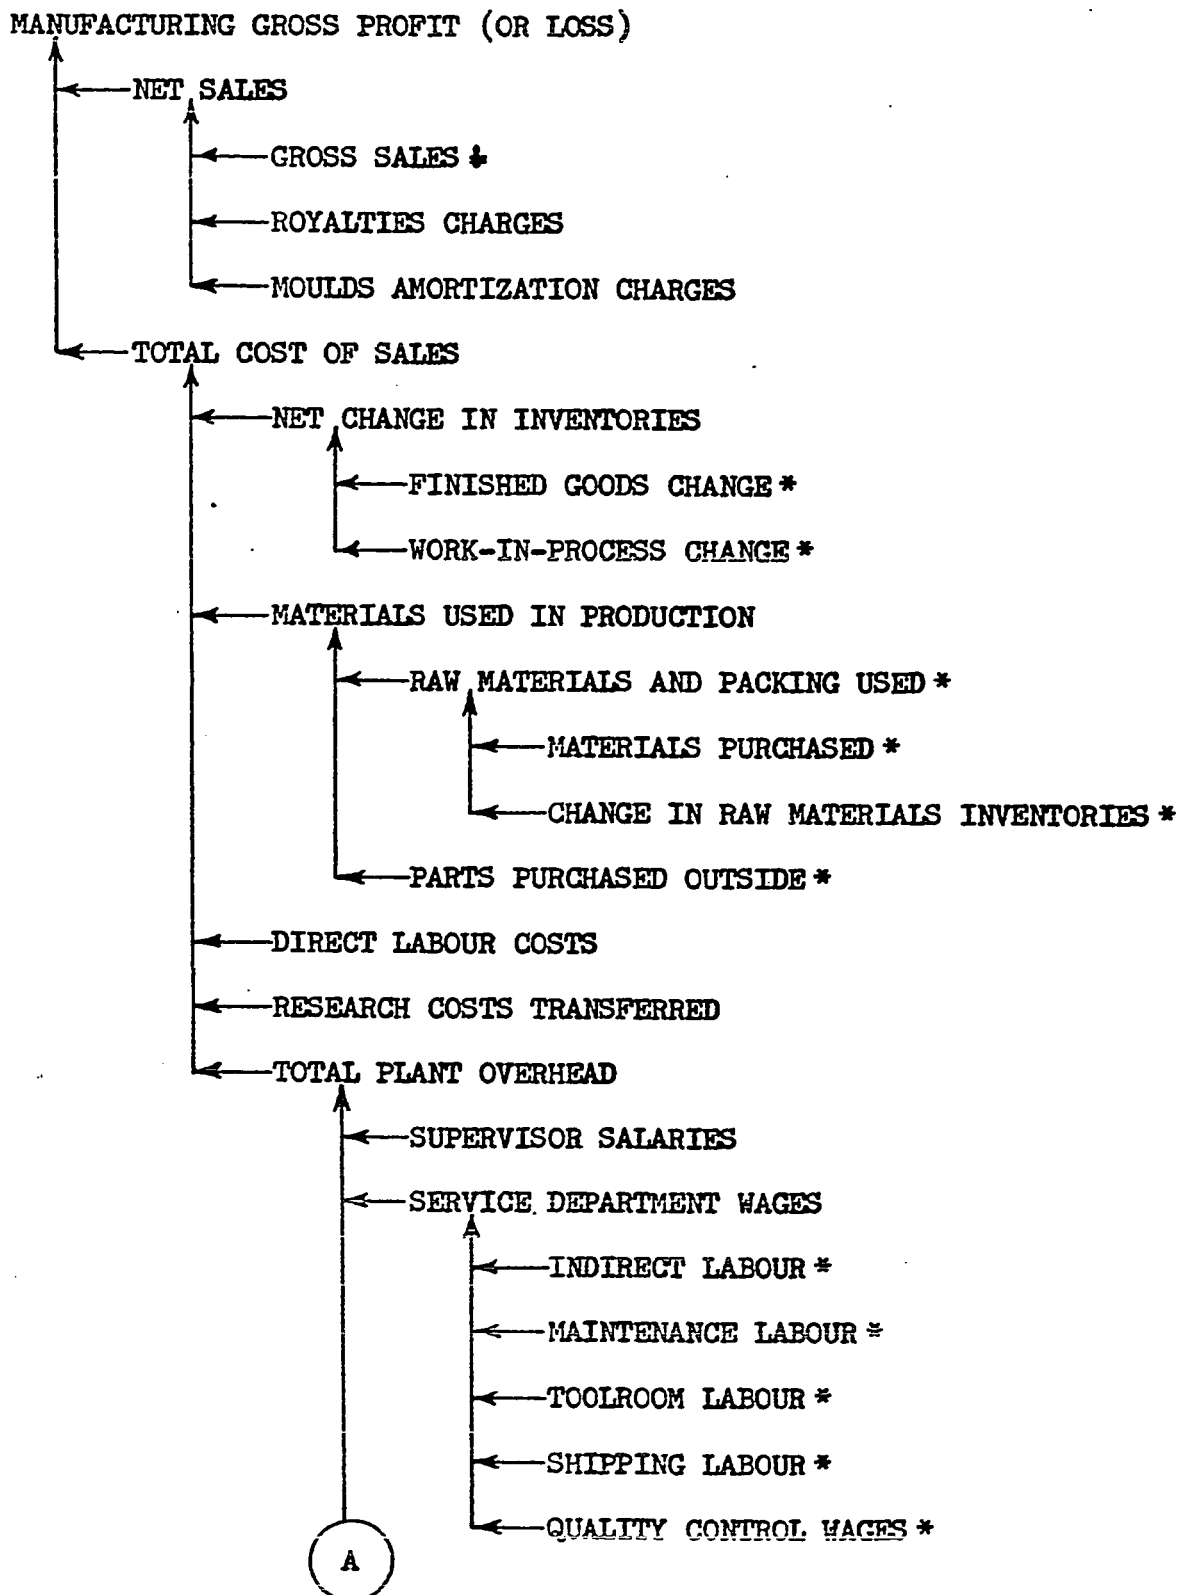 MANUFACTURING GROSS PROFIT (OR LOSS)
NET SALES
GROSS SALES *
ROYALTIES CHARGES
MOULDS AMORTIZATION CHARGES
TOTAL COST OF SALES
NET CHANGE IN INVENTORIES
FINISHED GOODS CHANGE *
WORK-IN-PROCESS CHANGE *
MATERIALS USED IN PRODUCTION
RAW MATERIALS AND PACKING USED *
MATERIALS PURCHASED *
CHANGE IN RAW MATERIALS INVENTORIES *
PARTS PURCHASED OUTSIDE *
DIRECT LABOUR COSTS
RESEARCH COSTS TRANSFERRED
TOTAL PLANT OVERHEAD
SUPERVISOR SALARIES
SERVICE DEPARTMENT WAGES
INDIRECT LABOUR *
MAINTENANCE LABOUR *
TOOLROOM LABOUR *
SHIPPING LABOUR *
QUALITY CONTROL WAGES *
A